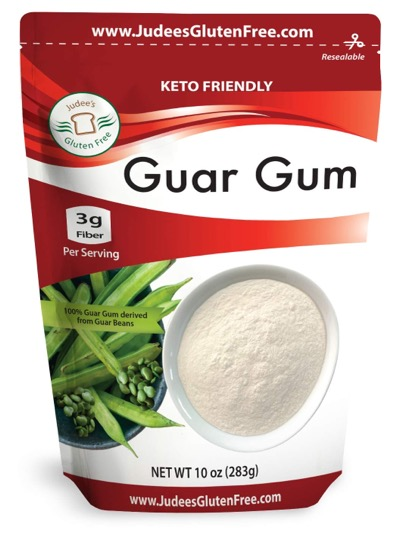 www.JudeesGlutenFree.com
Resealable
KETO FRIENDLY
Judee's
Gluten Free
Guar Gum
3g
Fiber
Per Serving
100% Guar Gum derived
from Guar Beans
NET WT 10 oz (283g)
www.JudeesGlutenFree.com